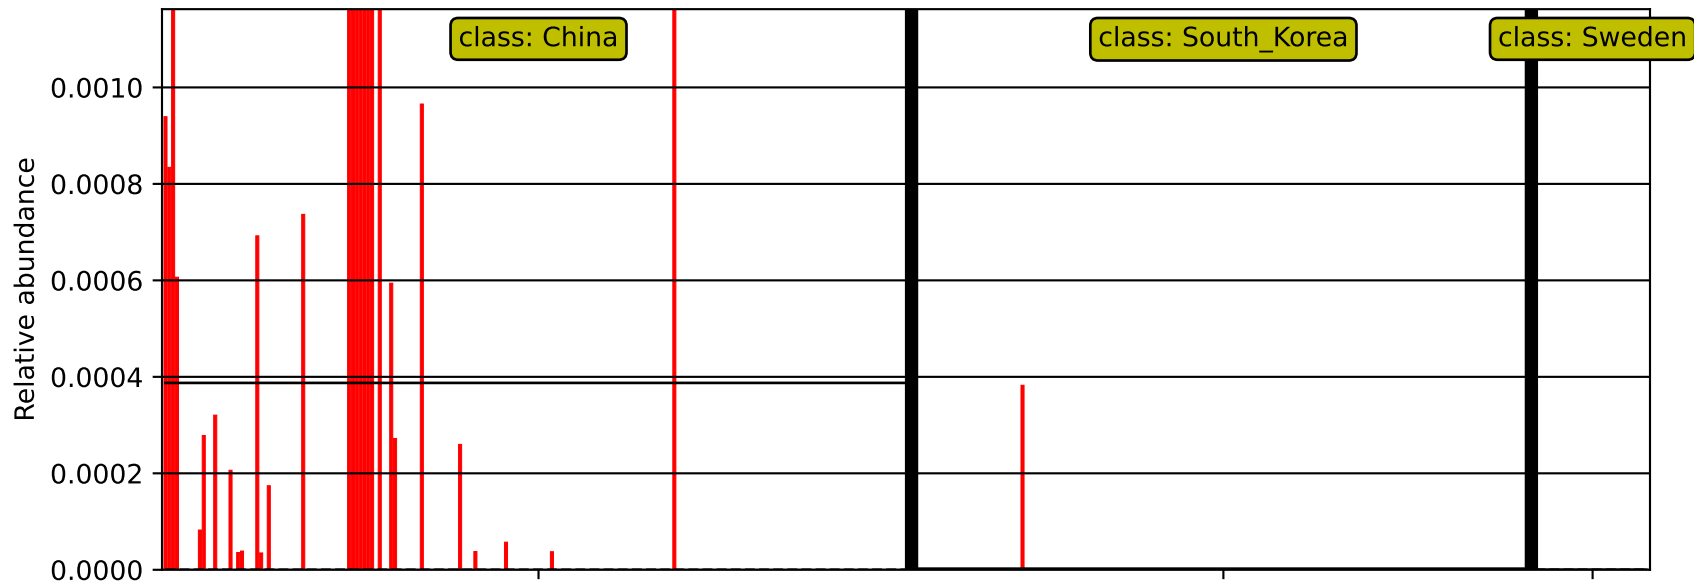 class: China
class: South_Korea
class: Sweden
Relative abundance
0.0010
0.0008
0.0006
0.0004
0.0002
0.0000